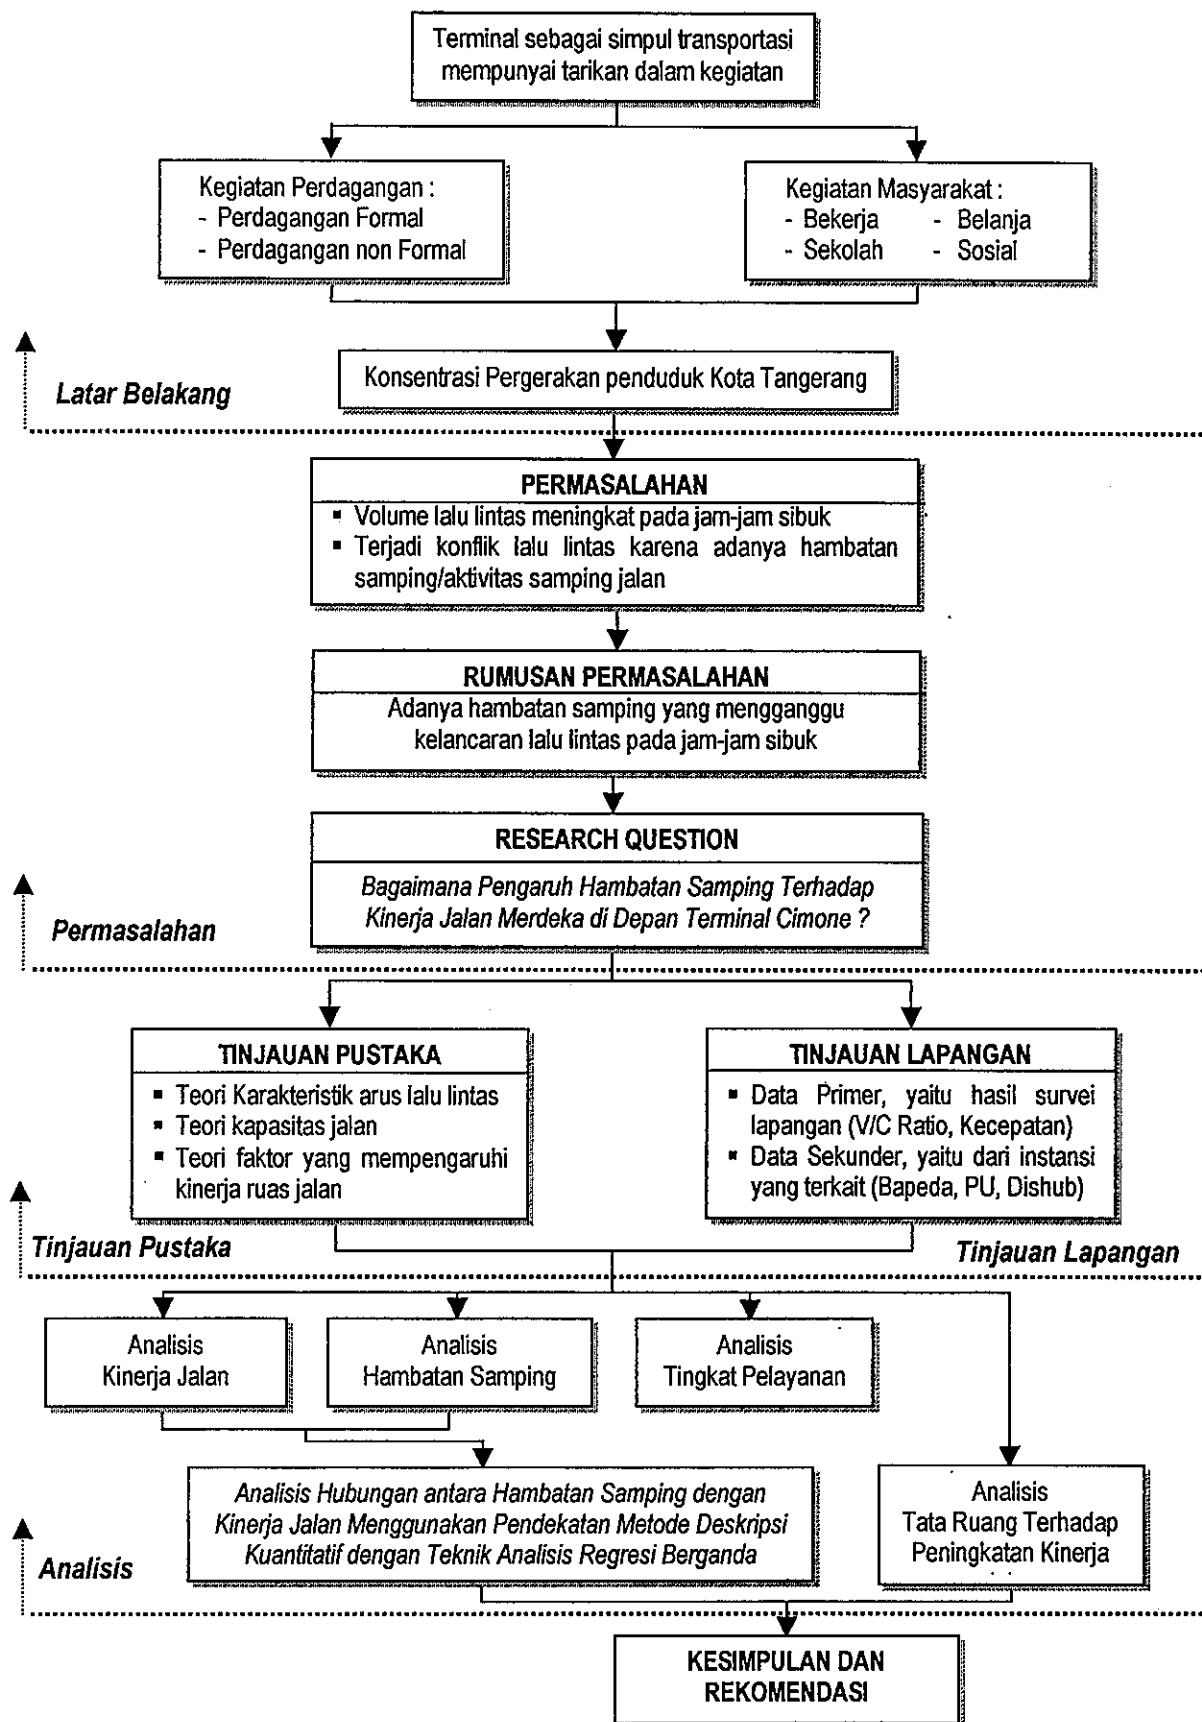 Terminal sebagai simpul transportasi
mempunyai tarikan dalam kegiatan
Kegiatan Perdagangan :
- Perdagangan Formal
- Perdagangan non Formal
Kegiatan Masyarakat :
- Bekerja - Belanja
- Sekolah - Sosial
Konsentrasi Pergerakan penduduk Kota Tangerang
Latar Belakang
PERMASALAHAN
▪ Volume lalu lintas meningkat pada jam-jam sibuk
▪ Terjadi konflik lalu lintas karena adanya hambatan
samping/aktivitas samping jalan
RUMUSAN PERMASALAHAN
Adanya hambatan samping yang mengganggu
kelancaran lalu lintas pada jam-jam sibuk
RESEARCH QUESTION
Bagaimana Pengaruh Hambatan Samping Terhadap
Kinerja Jalan Merdeka di Depan Terminal Cimone ?
Permasalahan
TINJAUAN PUSTAKA
▪ Teori Karakteristik arus lalu lintas
▪ Teori kapasitas jalan
▪ Teori faktor yang mempengaruhi
kinerja ruas jalan
TINJAUAN LAPANGAN
▪ Data Primer, yaitu hasil survei
lapangan (V/C Ratio, Kecepatan)
▪ Data Sekunder, yaitu dari instansi
yang terkait (Bapeda, PU, Dishub)
Tinjauan Pustaka
Tinjauan Lapangan
Analisis
Kinerja Jalan
Analisis
Hambatan Samping
Analisis
Tingkat Pelayanan
Analisis Hubungan antara Hambatan Samping dengan
Kinerja Jalan Menggunakan Pendekatan Metode Deskripsi
Kuantitatif dengan Teknik Analisis Regresi Berganda
Analisis
Tata Ruang Terhadap
Peningkatan Kinerja
Analisis
KESIMPULAN DAN
REKOMENDASI